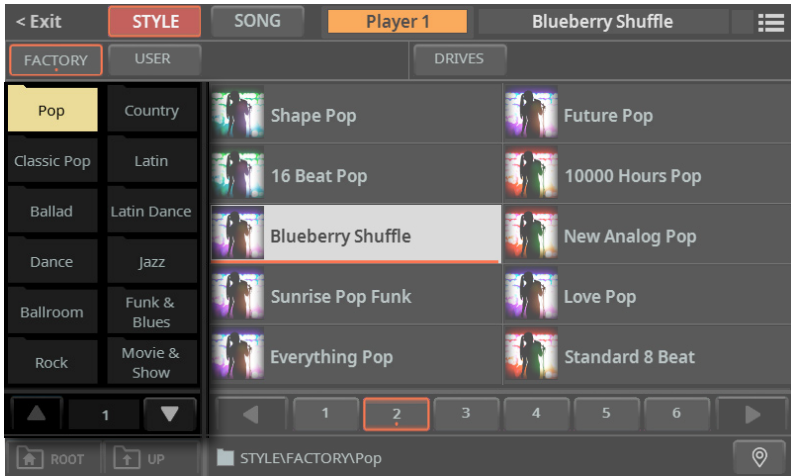 < Exit STYLE SONG Player 1 Blueberry Shuffle
FACTORY USER DRIVES
Pop Country
Classic Pop Latin
Ballad Latin Dance
Dance Jazz
Ballroom Funk &
Blues
Rock Movie &
Show
Shape Pop Future Pop
16 Beat Pop 10000 Hours Pop
Blueberry Shuffle New Analog Pop
Sunrise Pop Funk Love Pop
Everything Pop Standard 8 Beat
1 1 2 3 4 5 6
ROOT UP STYLE\FACTORY\Pop